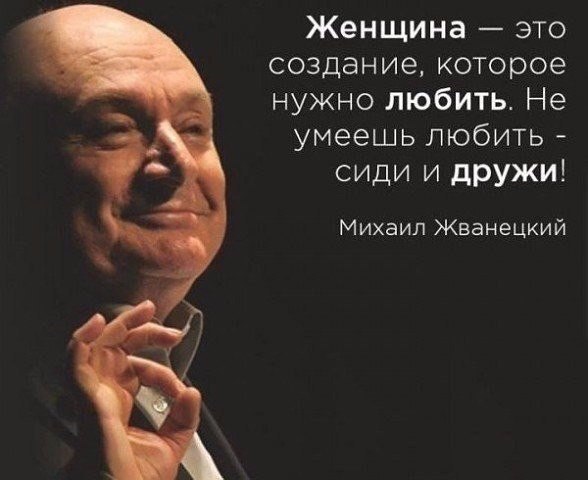 Женщина — это
создание, которое
нужно любить. Не
умеешь любить -
сиди и дружи!
Михаил Жванецкий